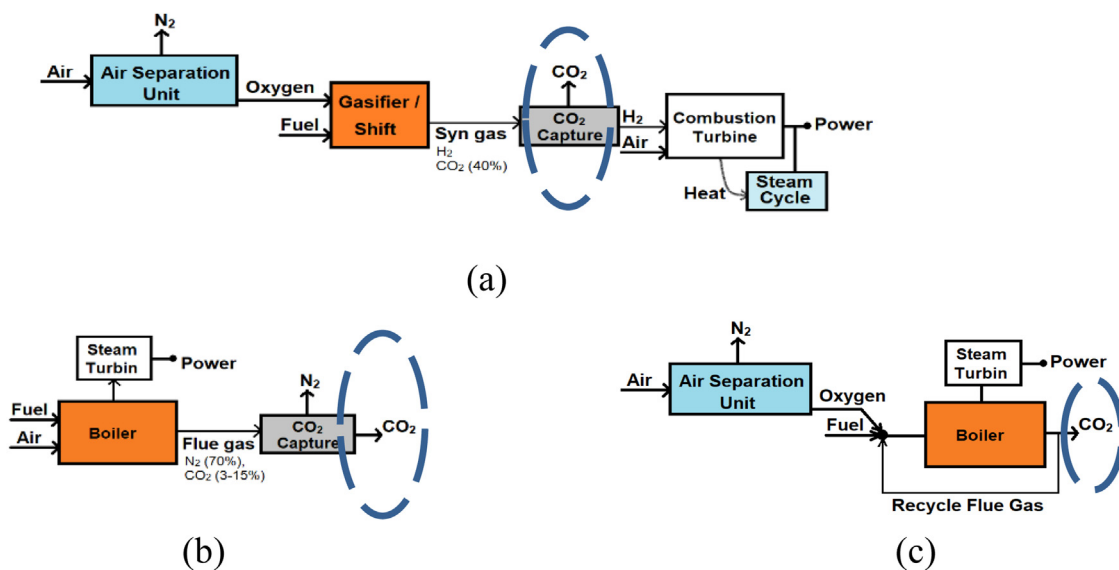 N₂
Air
Air Separation
Unit
Oxygen
Fuel
Gasifier /
Shift
Syn gas
H₂
CO₂ (40%)
CO₂
CO₂
Capture
H₂
Air
Combustion
Turbine
Power
Heat
Steam
Cycle
(a)
Steam
Turbin
Power
Fuel
Air
Boiler
Flue gas
N₂ (70%),
CO₂ (3-15%)
N₂
CO₂
Capture
CO₂
(b)
N₂
Air
Air Separation
Unit
Oxygen
Fuel
Steam
Turbin
Power
Boiler
CO₂
Recycle Flue Gas
(c)